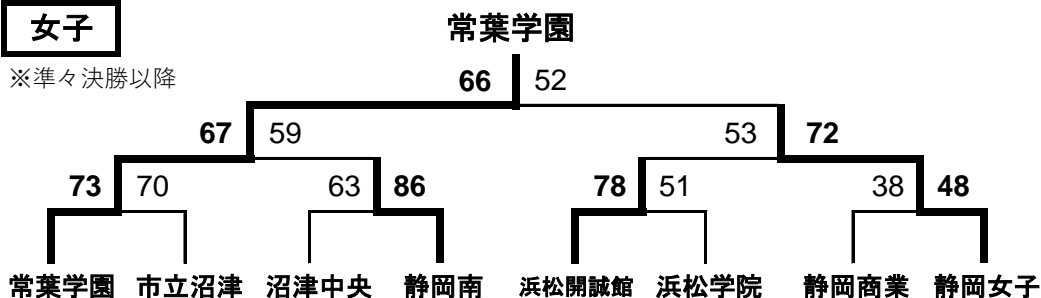 女子
常葉学園
※準々決勝以降
66 52
67 59 53 72
73 70 63 86 78 51 38 48
常葉学園 市立沼津 沼津中央 静岡南 浜松開誠館 浜松学院 静岡商業 静岡女子